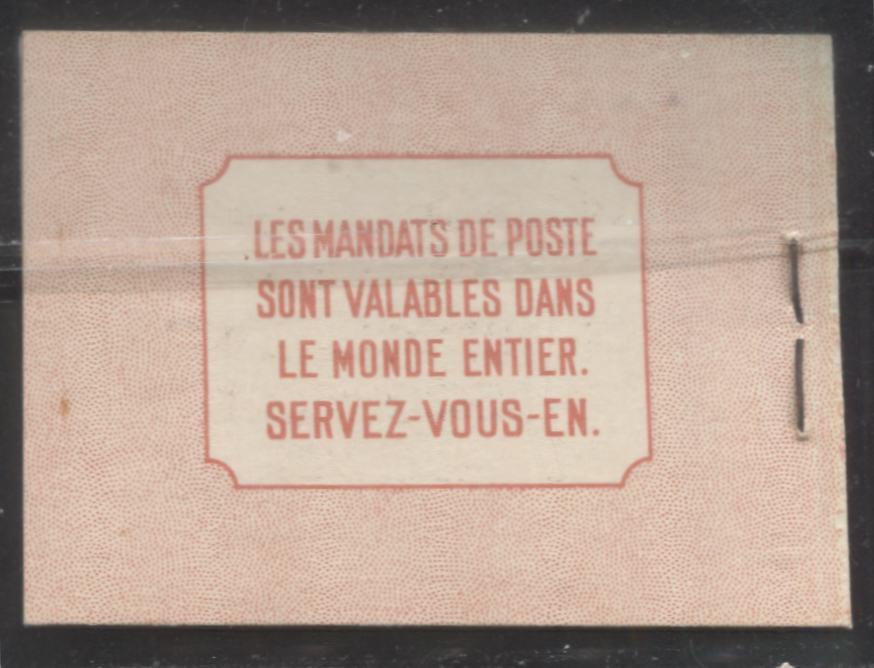 LES MANDATS DE POSTE
SONT VALABLES DANS
LE MONDE ENTIER.
SERVEZ-VOUS-EN.